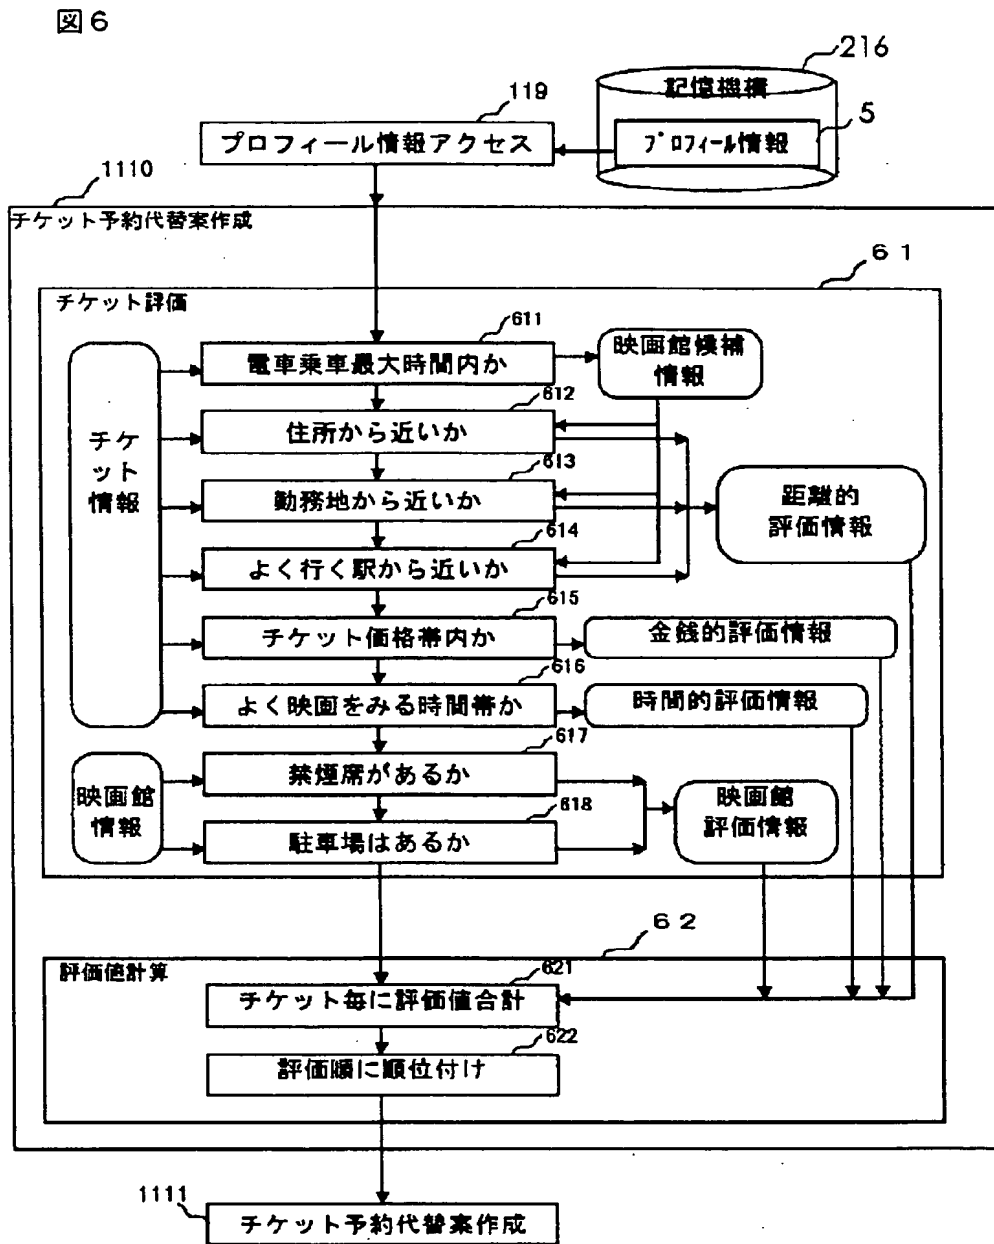 図6
216
記憶機構
119
5
プロフィール情報アクセス
プロフィール情報
1110
チケット予約代替案作成
61
チケット評価
611
電車乗車最大時間内か
映画館候補
情報
612
住所から近いか
チケ
ット
情報
613
勤務地から近いか
距離的
評価情報
614
よく行く駅から近いか
615
チケット価格帯内か
金銭的評価情報
616
よく映画をみる時間帯か
時間的評価情報
617
禁煙席があるか
映画館
情報
映画館
評価情報
618
駐車場はあるか
62
評価値計算
621
チケット毎に評価値合計
622
評価順に順位付け
1111
チケット予約代替案作成